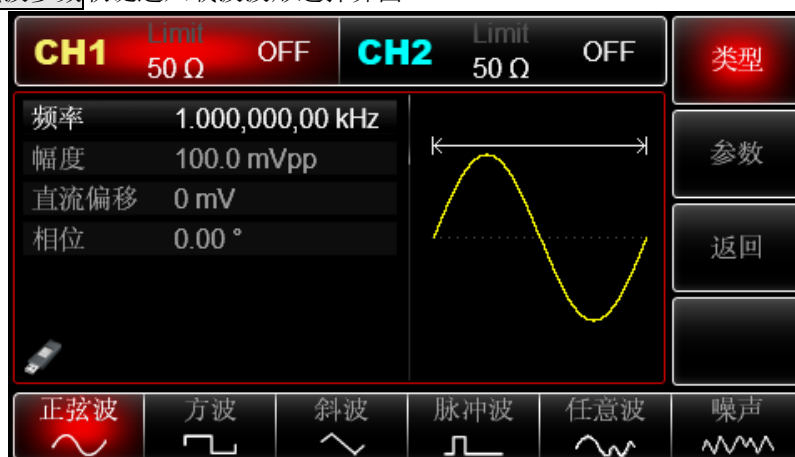 CH1 Limit 50 Ω OFF
CH2 Limit 50 Ω OFF
类型
频率 1.000,000,00 kHz
幅度 100.0 mVpp
直流偏移 0 mV
相位 0.00 °
参数
返回
正弦波 方波 斜波 脉冲波 任意波 噪声